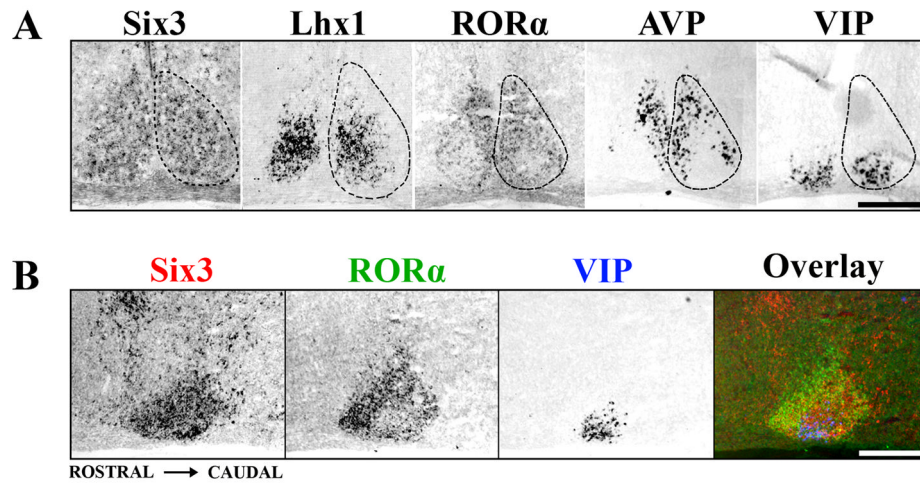 A
Six3 Lhx1 RORα AVP VIP
B
Six3 RORα VIP Overlay
ROSTRAL → CAUDAL